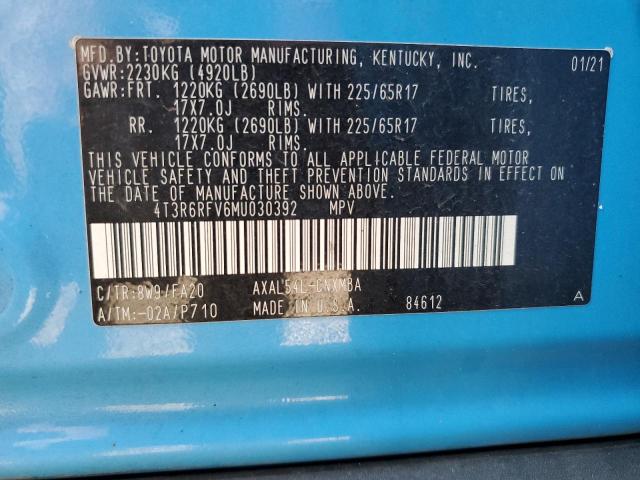 MFD.BY:TOYOTA MOTOR MANUFACTURING, KENTUCKY, INC. 01/21
GVWR:2230KG (4920LB)
GAWR:FRT. 1220KG (2690LB) WITH 225/65R17 TIRES,
17X7.0J RIMS.
RR. 1220KG (2690LB) WITH 225/65R17 TIRES,
17X7.0J RIMS.
THIS VEHICLE CONFORMS TO ALL APPLICABLE FEDERAL MOTOR
VEHICLE SAFETY AND THEFT PREVENTION STANDARDS IN EFFECT ON
THE DATE OF MANUFACTURE SHOWN ABOVE.
4T3R6RFV6MU030392 MPV
C/TR:8W9/FA20 AXAL54L-CNXMBA
A/TM:-02A/P710 MADE IN U.S.A. 84612 A